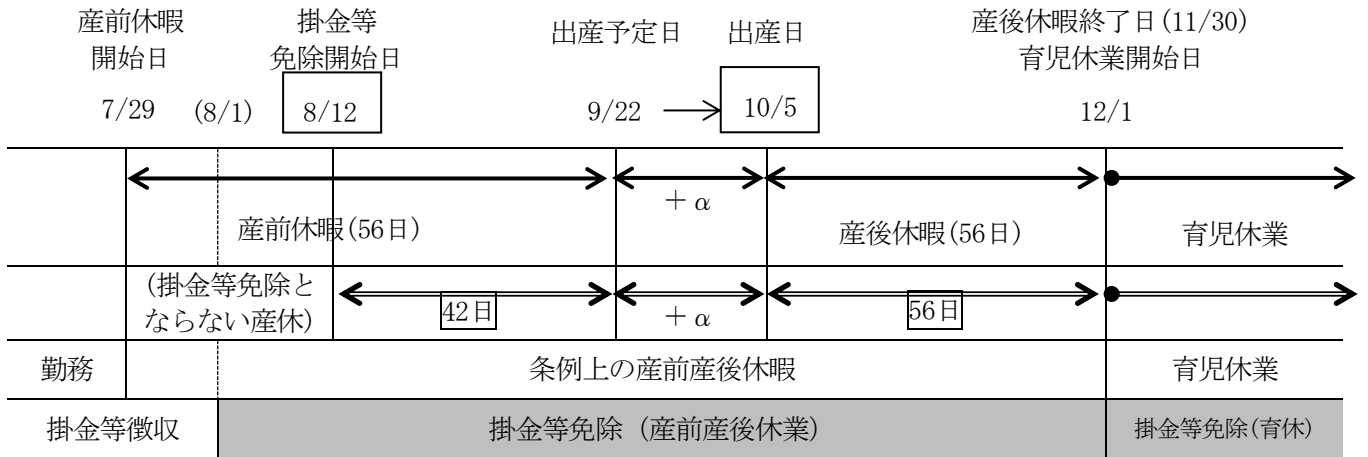 産前休暇
開始日
掛金等
免除開始日
出産予定日
出産日
産後休暇終了日(11/30)
育児休業開始日
7/29
(8/1)
8/12
9/22
10/5
12/1
+α
産前休暇(56日)
産後休暇(56日)
育児休業
(掛金等免除と
ならない産休)
42日
+α
56日
勤務
条例上の産前産後休暇
育児休業
掛金等徴収
掛金等免除(産前産後休業)
掛金等免除(育休)